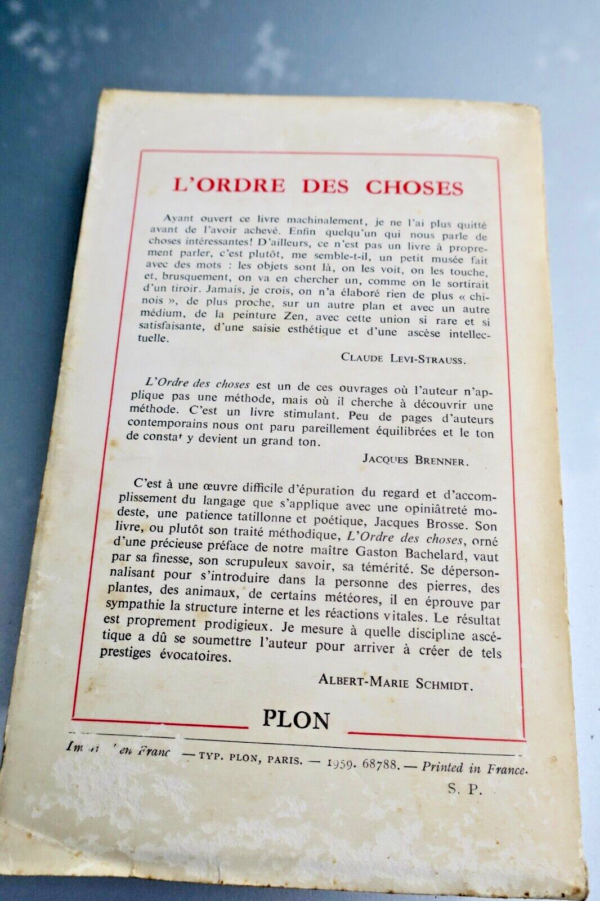 L'ORDRE DES CHOSES
Ayant ouvert ce livre machinalement, je ne l'ai plus quitté
avant de l'avoir achevé. Enfin quelqu'un qui nous parle de
choses intéressantes! D'ailleurs, ce n'est pas un livre à propre-
ment parler, c'est plutôt, me semble-t-il, un petit musée fait
avec des mots : les objets sont là, on les voit, on les touche,
et, brusquement, on va en chercher un, comme on le sortirait
d'un tiroir. Jamais, je crois, on n'a élaboré rien de plus « chi-
nois », de plus proche, sur un autre plan et avec un autre
médium, de la peinture Zen, avec cette union si rare et si
satisfaisante, d'une saisie esthétique et d'une ascèse intellec-
tuelle.
CLAUDE LEVI-STRAUSS.
L'Ordre des choses est un de ces ouvrages où l'auteur n'ap-
plique pas une méthode, mais où il cherche à découvrir une
méthode. C'est un livre stimulant. Peu de pages d'auteurs
contemporains nous ont paru pareillement équilibrées et le ton
de constat y devient un grand ton.
JACQUES BRENNER.
C'est à une œuvre difficile d'épuration du regard et d'accom-
plissement du langage que s'applique avec une opiniâtreté mo-
deste, une patience tatillonne et poétique, Jacques Brosse. Son
livre, ou plutôt son traité méthodique, L'Ordre des choses, orné
d'une précieuse préface de notre maître Gaston Bachelard, vaut
par sa finesse, son scrupuleux savoir, sa témérité. Se déperson-
nalisant pour s'introduire dans la personne des pierres, des
plantes, des animaux, de certains météores, il en éprouve par
sympathie la structure interne et les réactions vitales. Le résultat
est proprement prodigieux. Je mesure à quelle discipline ascé-
tique a dû se soumettre l'auteur pour arriver à créer de tels
prestiges évocatoires.
ALBERT-MARIE SCHMIDT.
PLON
en Franc — TYP. PLON, PARIS. — 1959. 68788. — Printed in France.
S. P.